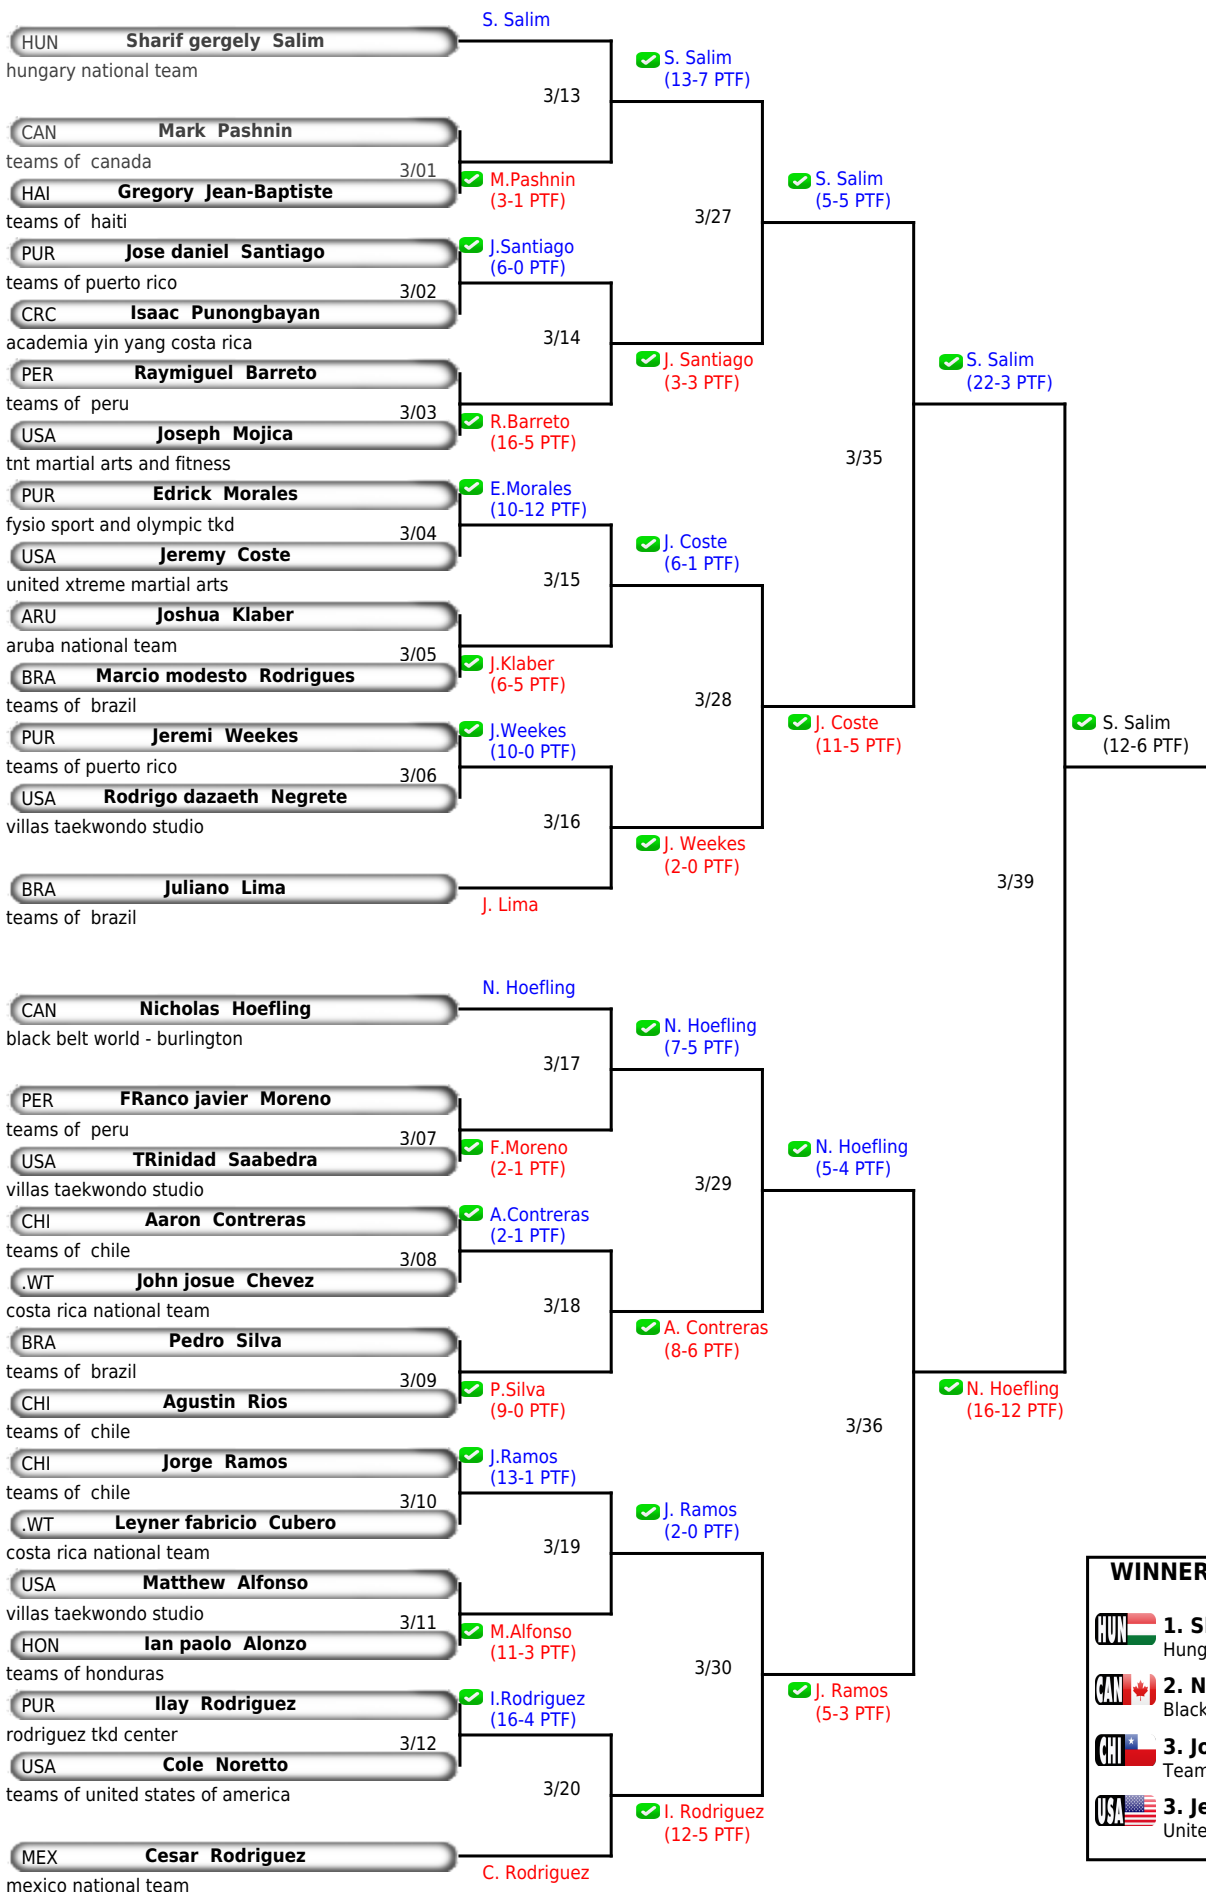 S. Salim
HUN Sharif gergely Salim
hungary national team
S. Salim
(13-7 PTF)
3/13
CAN Mark Pashnin
teams of canada
3/01
M.Pashnin
(3-1 PTF)
HAI Gregory Jean-Baptiste
teams of haiti
S. Salim
(5-5 PTF)
3/27
PUR Jose daniel Santiago
J.Santiago
(6-0 PTF)
teams of puerto rico
3/02
CRC Isaac Punongbayan
academia yin yang costa rica
3/14
J. Santiago
(3-3 PTF)
S. Salim
(22-3 PTF)
PER Raymiguel Barreto
teams of peru
3/03
R.Barreto
(16-5 PTF)
USA Joseph Mojica
tnt martial arts and fitness
3/35
PUR Edrick Morales
E.Morales
(10-12 PTF)
fysio sport and olympic tkd
3/04
USA Jeremy Coste
united xtreme martial arts
J. Coste
(6-1 PTF)
3/15
ARU Joshua Klaber
aruba national team
3/05
J.Klaber
(6-5 PTF)
BRA Marcio modesto Rodrigues
teams of brazil
3/28
PUR Jeremi Weekes
J.Weekes
(10-0 PTF)
J. Coste
(11-5 PTF)
S. Salim
(12-6 PTF)
teams of puerto rico
3/06
USA Rodrigo dazaeth Negrete
villas taekwondo studio
3/16
J. Weekes
(2-0 PTF)
BRA Juliano Lima
teams of brazil
J. Lima
3/39
N. Hoefling
CAN Nicholas Hoefling
black belt world - burlington
N. Hoefling
(7-5 PTF)
3/17
PER FRanco javier Moreno
teams of peru
3/07
F.Moreno
(2-1 PTF)
USA TRinidad Saabedra
villas taekwondo studio
N. Hoefling
(5-4 PTF)
3/29
CHI Aaron Contreras
A.Contreras
(2-1 PTF)
teams of chile
3/08
.WT John josue Chevez
costa rica national team
3/18
A. Contreras
(8-6 PTF)
BRA Pedro Silva
teams of brazil
3/09
P.Silva
(9-0 PTF)
N. Hoefling
(16-12 PTF)
CHI Agustin Rios
teams of chile
3/36
CHI Jorge Ramos
J.Ramos
(13-1 PTF)
teams of chile
3/10
.WT Leyner fabricio Cubero
costa rica national team
J. Ramos
(2-0 PTF)
3/19
USA Matthew Alfonso
villas taekwondo studio
3/11
M.Alfonso
(11-3 PTF)
HON Ian paolo Alonzo
teams of honduras
3/30
PUR Ilay Rodriguez
I.Rodriguez
(16-4 PTF)
J. Ramos
(5-3 PTF)
rodriguez tkd center
3/12
USA Cole Noretto
teams of united states of america
3/20
I. Rodriguez
(12-5 PTF)
MEX Cesar Rodriguez
mexico national team
C. Rodriguez
WINNER
HUN 1. S
Hung
CAN 2. N
Black
CHI 3. Jo
Team
USA 3. Je
Unite